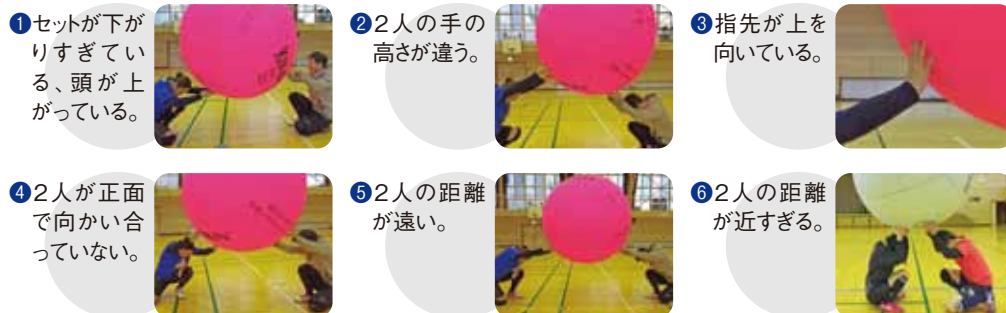 ❶セットが下が
りすぎてい
る、頭が上
がっている。
❷2人の手の
高さが違う。
❸指先が上を
向いている。
❹2人が正面
で向かい合
っていない。
❺2人の距離
が遠い。
❻2人の距離
が近すぎる。